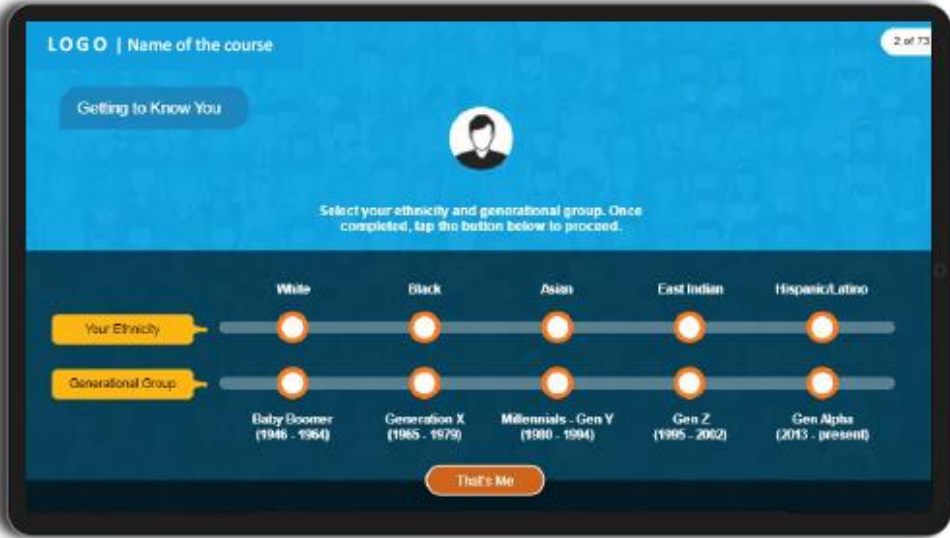 LOGO | Name of the course
2 of 73
Getting to Know You
Select your ethnicity and generational group. Once
completed, tap the button below to proceed.
White Black Asian East Indian Hispanic/Latino
Your Ethnicity
Generational Group
Baby Boomer Generation X Millennials - Gen Y Gen Z Gen Alpha
(1946 - 1964) (1965 - 1979) (1980 - 1994) (1995 - 2002) (2013 - present)
That's Me